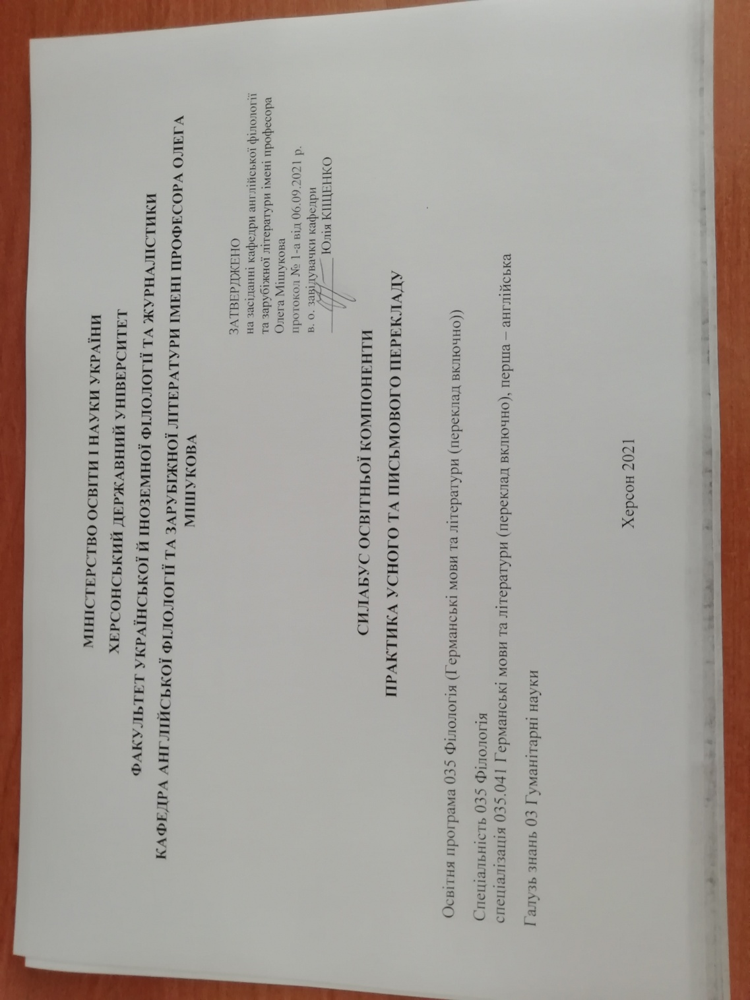 МІНІСТЕРСТВО ОСВІТИ І НАУКИ УКРАЇНИ
ХЕРСОНСЬКИЙ ДЕРЖАВНИЙ УНІВЕРСИТЕТ
ФАКУЛЬТЕТ УКРАЇНСЬКОЇ Й ІНОЗЕМНОЇ ФІЛОЛОГІЇ ТА ЖУРНАЛІСТИКИ
КАФЕДРА АНГЛІЙСЬКОЇ ФІЛОЛОГІЇ ТА ЗАРУБІЖНОЇ ЛІТЕРАТУРИ ІМЕНІ ПРОФЕСОРА ОЛЕГА
МІШУКОВА
ЗАТВЕРДЖЕНО
на засіданні кафедри англійської філології
та зарубіжної літератури імені професора
Олега Мішукова
протокол № 1-а від 06.09.2021 р.
в. о. завідувачки кафедри
Юлія КІЩЕНКО
СИЛАБУС ОСВІТНЬОЇ КОМПОНЕНТИ
ПРАКТИКА УСНОГО ТА ПИСЬМОВОГО ПЕРЕКЛАДУ
Освітня програма 035 Філологія (Германські мови та літератури (переклад включно))
Спеціальність 035 Філологія
спеціалізація 035.041 Германські мови та літератури (переклад включно), перша – англійська
Галузь знань 03 Гуманітарні науки
Херсон 2021